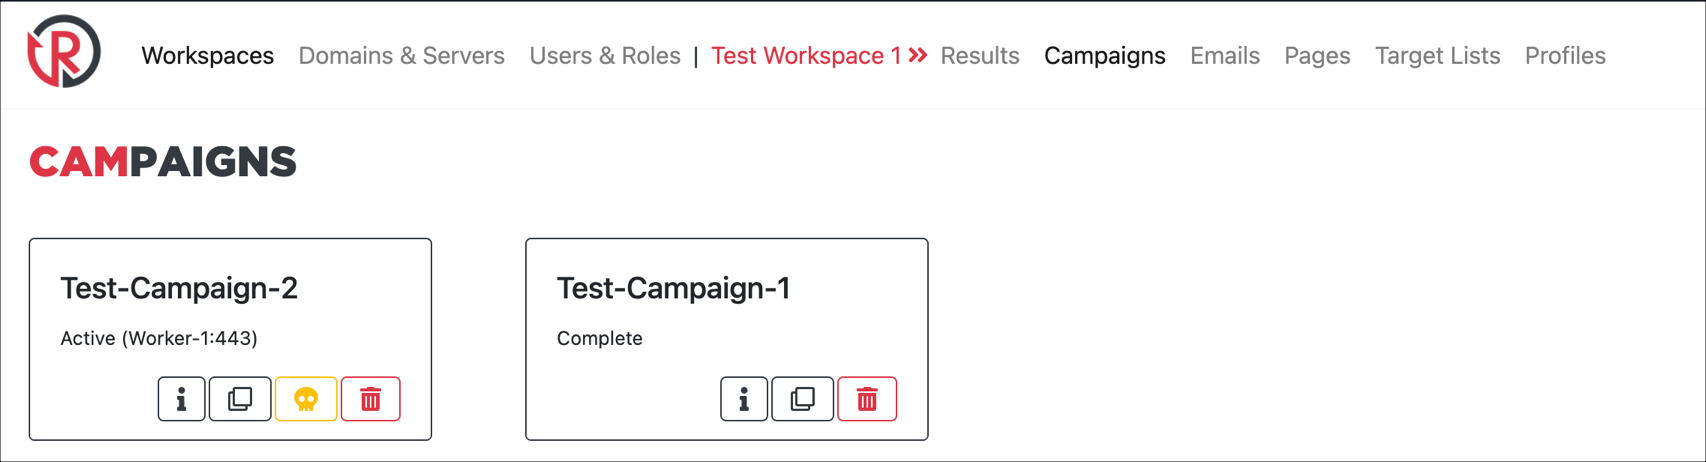 R
Workspaces Domains & Servers Users & Roles | Test Workspace 1 » Results Campaigns Emails Pages Target Lists Profiles
CAMPAIGNS
Test-Campaign-2
Active (Worker-1:443)
Test-Campaign-1
Complete